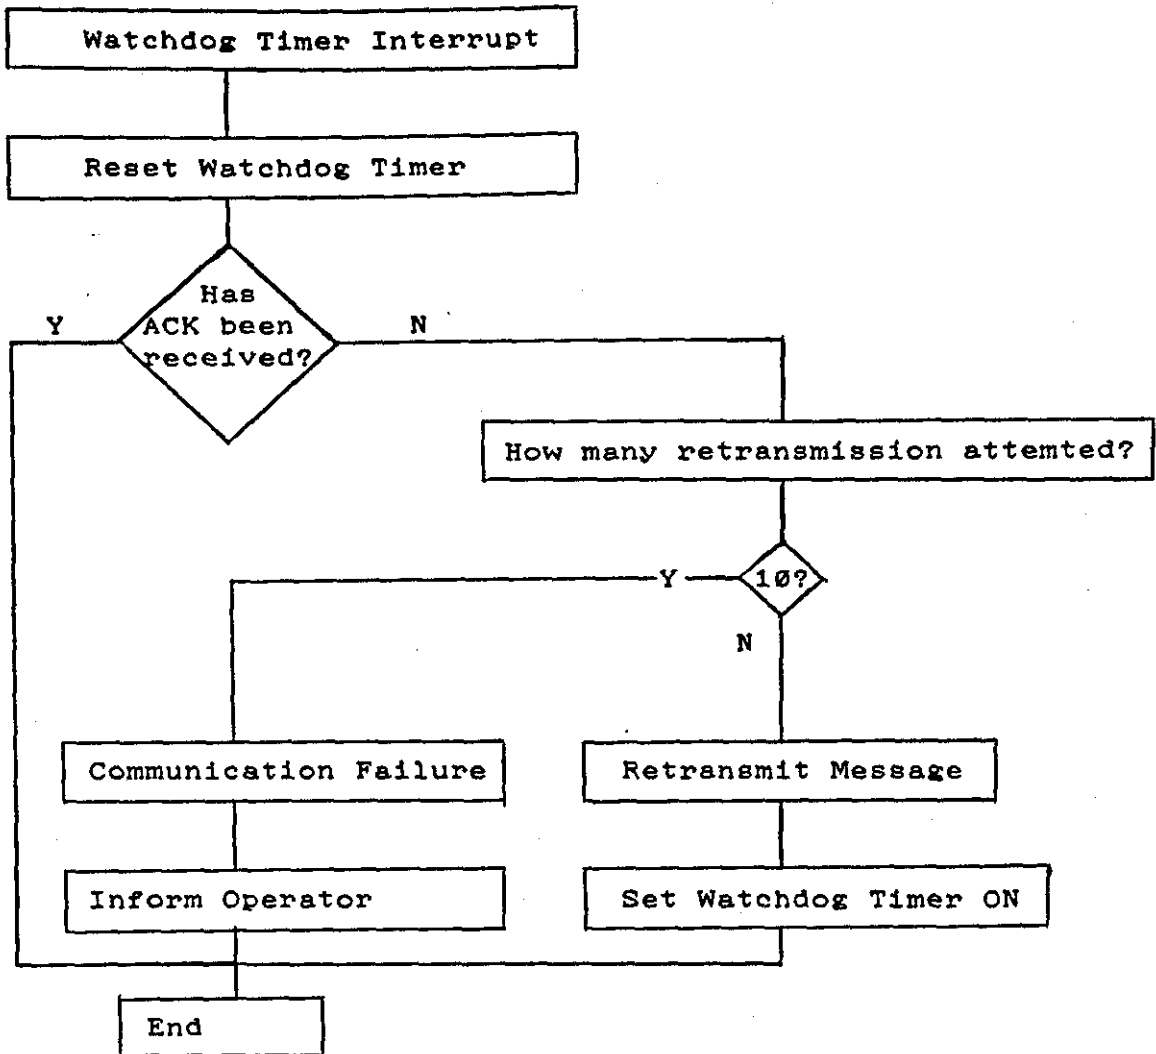 Watchdog Timer Interrupt
Reset Watchdog Timer
Has
ACK been
received?
Y
N
How many retransmission attemted?
10?
Y
N
Communication Failure
Retransmit Message
Inform Operator
Set Watchdog Timer ON
End